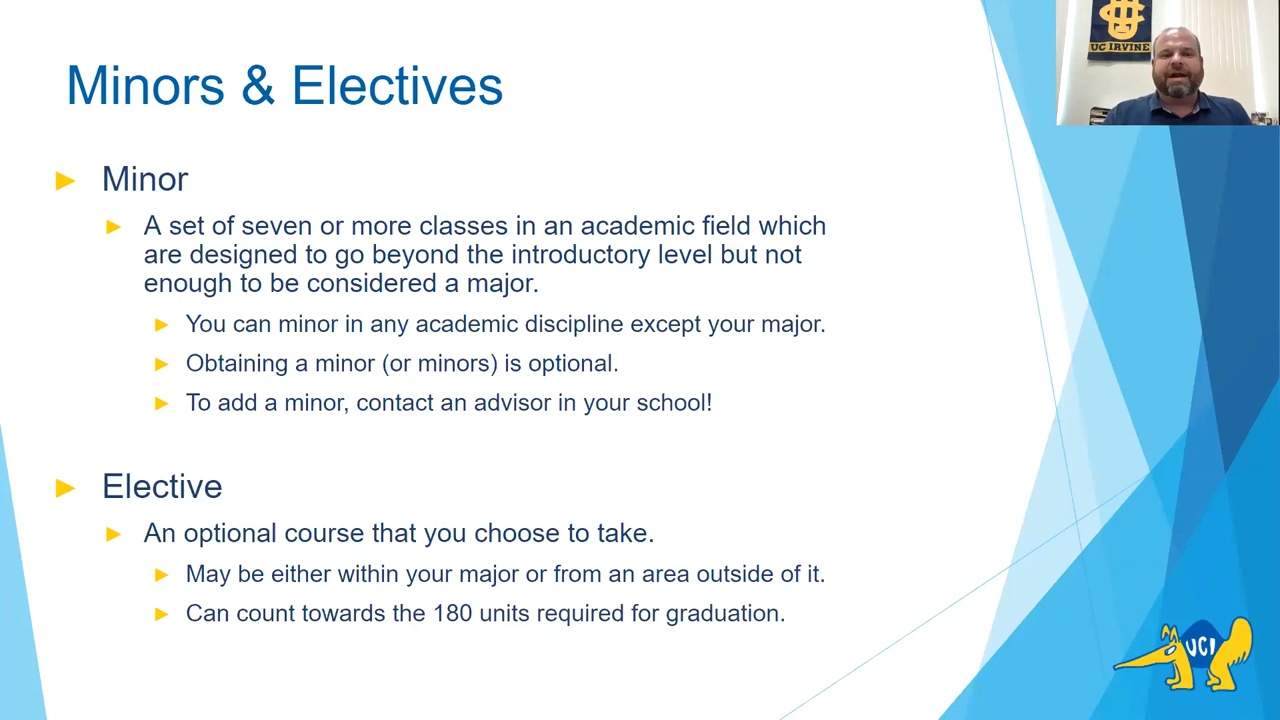 UC IRVINE
Minors & Electives
Minor
A set of seven or more classes in an academic field which
are designed to go beyond the introductory level but not
enough to be considered a major.
You can minor in any academic discipline except your major.
Obtaining a minor (or minors) is optional.
To add a minor, contact an advisor in your school!
Elective
An optional course that you choose to take.
May be either within your major or from an area outside of it.
Can count towards the 180 units required for graduation.
UCI